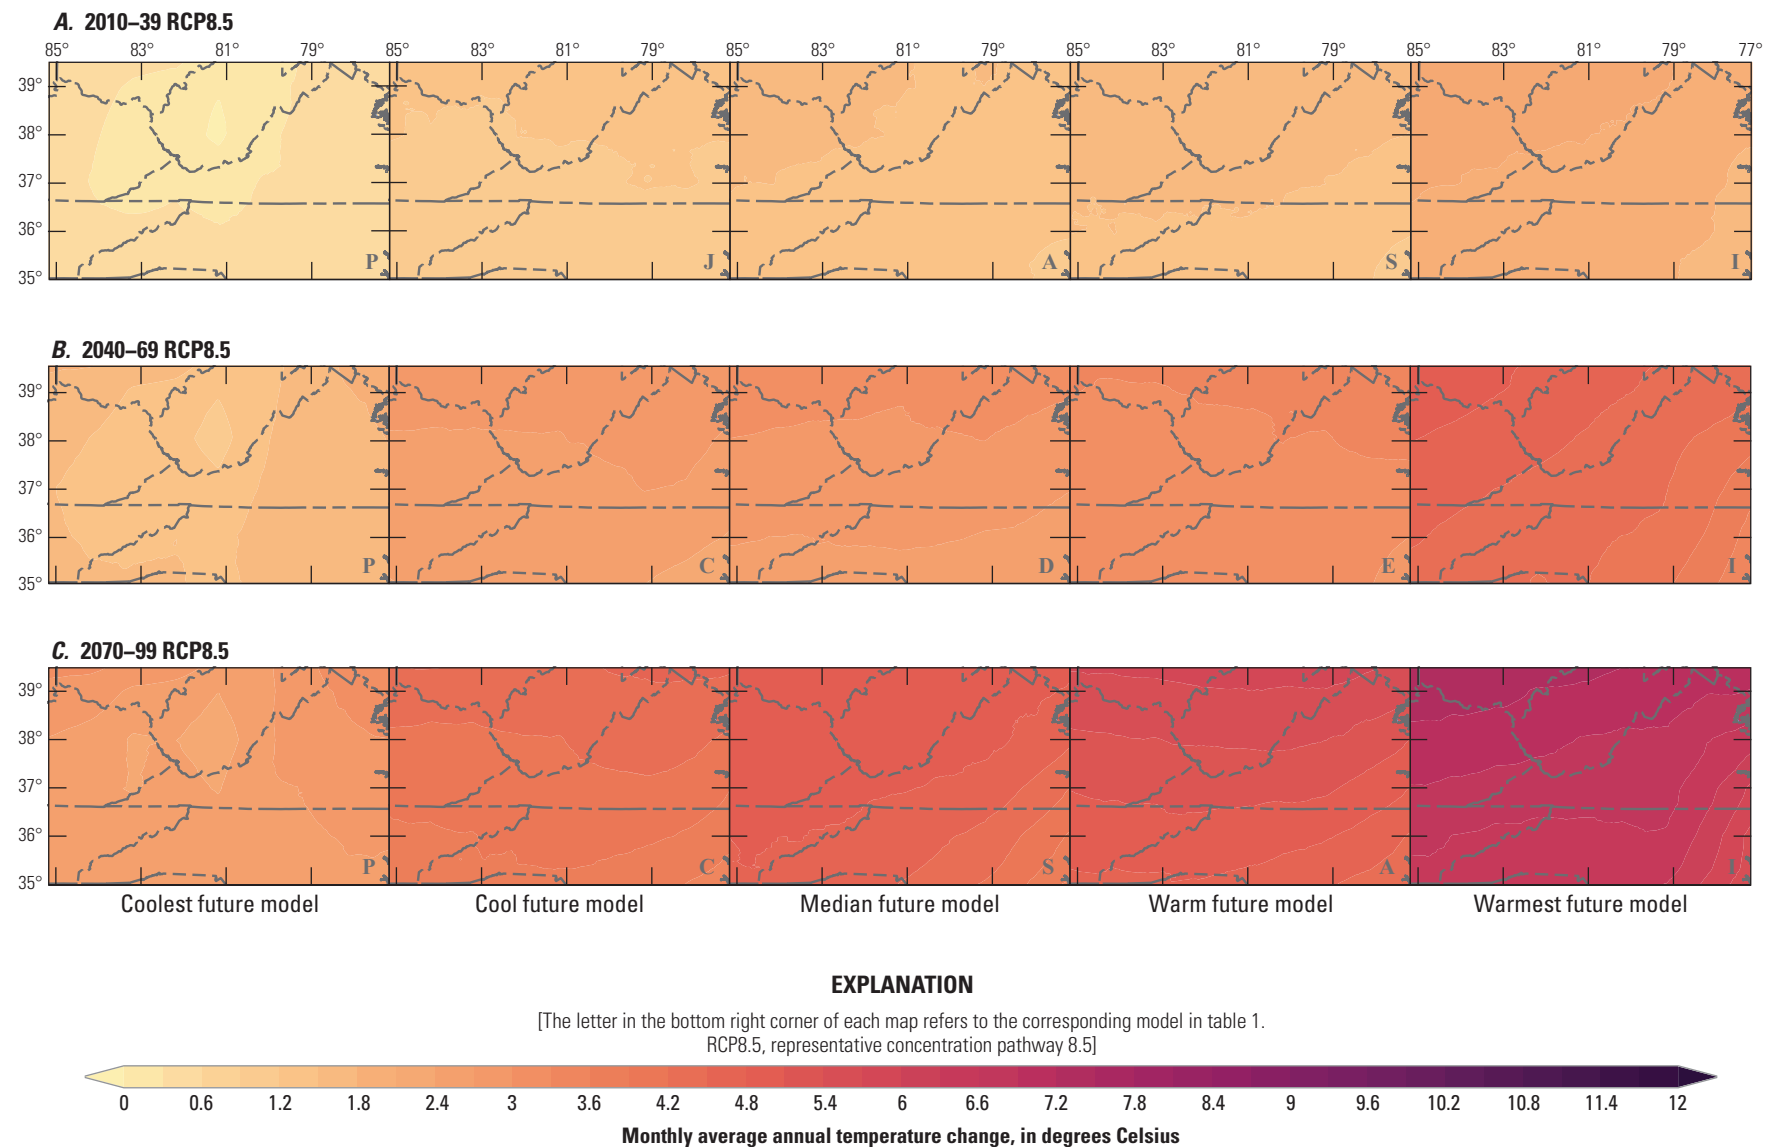 A. 2010–39 RCP8.5
85° 83° 81° 79° 85° 83° 81° 79° 85° 83° 81° 79° 85° 83° 81° 79° 85° 83° 81° 79° 77°
39°
38°
37°
36°
35°
P J A S I
B. 2040–69 RCP8.5
39°
38°
37°
36°
35°
P C D E I
C. 2070–99 RCP8.5
39°
38°
37°
36°
35°
P C S A I
Coolest future model Cool future model Median future model Warm future model Warmest future model
EXPLANATION
[The letter in the bottom right corner of each map refers to the corresponding model in table 1.
RCP8.5, representative concentration pathway 8.5]
0 0.6 1.2 1.8 2.4 3 3.6 4.2 4.8 5.4 6 6.6 7.2 7.8 8.4 9 9.6 10.2 10.8 11.4 12
Monthly average annual temperature change, in degrees Celsius